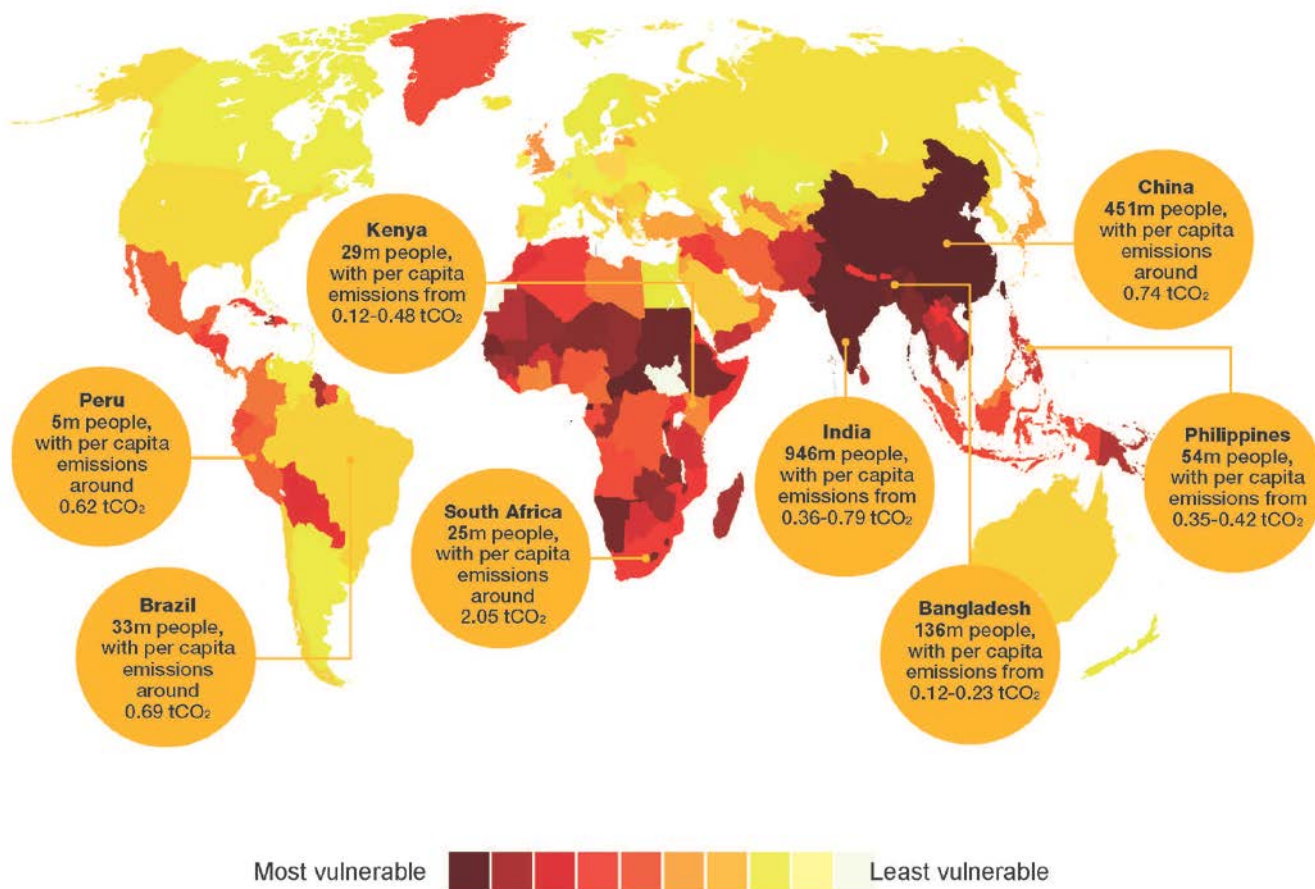 Kenya
29m people,
with per capita
emissions from
0.12-0.48 tCO₂
China
451m people,
with per capita
emissions
around
0.74 tCO₂
Peru
5m people,
with per capita
emissions
around
0.62 tCO₂
India
946m people,
with per capita
emissions from
0.36-0.79 tCO₂
Philippines
54m people,
with per capita
emissions from
0.35-0.42 tCO₂
South Africa
25m people,
with per capita
emissions
around
2.05 tCO₂
Brazil
33m people,
with per capita
emissions
around
0.69 tCO₂
Bangladesh
136m people,
with per capita
emissions from
0.12-0.23 tCO₂
Most vulnerable
Least vulnerable